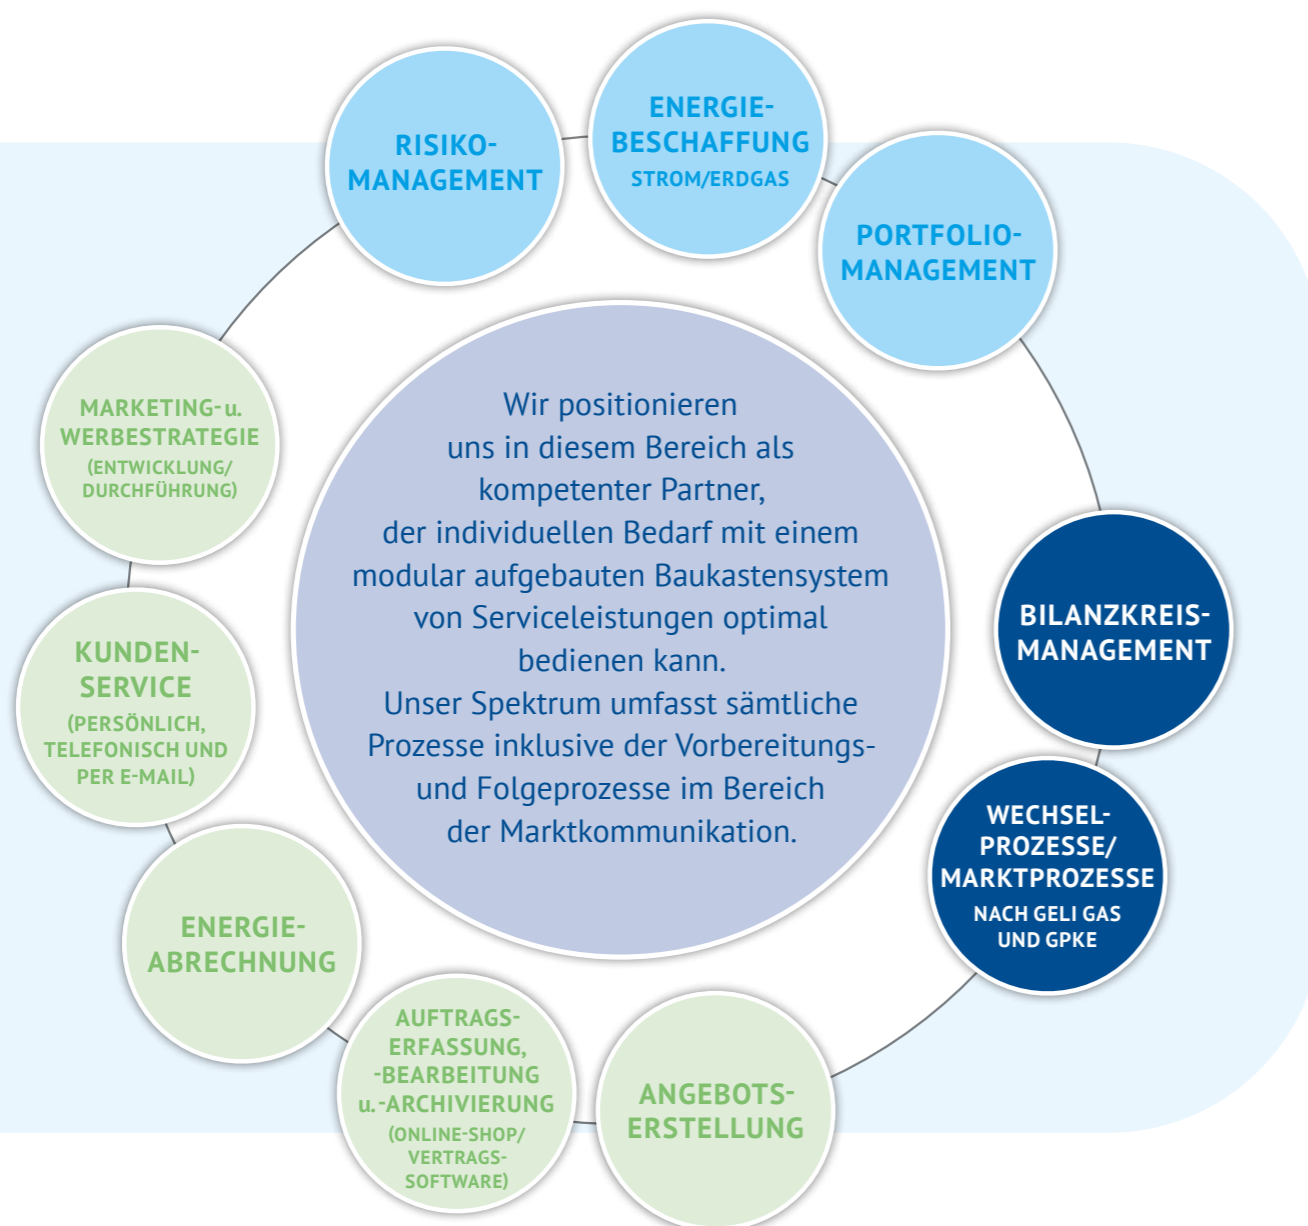 RISIKO-
MANAGEMENT
ENERGIE-
BESCHAFFUNG
STROM/ERDGAS
PORTFOLIO-
MANAGEMENT
BILANZKREIS-
MANAGEMENT
WECHSEL-
PROZESSE/
MARKTPROZESSE
NACH GELI GAS
UND GPKE
ANGEBOTS-
ERSTELLUNG
AUFTRAGS-
ERFASSUNG,
-BEARBEITUNG
u.-ARCHIVIERUNG
(ONLINE-SHOP/
VERTRAGS-
SOFTWARE)
ENERGIE-
ABRECHNUNG
KUNDEN-
SERVICE
(PERSÖNLICH,
TELEFONISCH UND
PER E-MAIL)
MARKETING- u.
WERBESTRATEGIE
(ENTWICKLUNG/
DURCHFÜHRUNG)
Wir positionieren
uns in diesem Bereich als
kompetenter Partner,
der individuellen Bedarf mit einem
modular aufgebauten Baukastensystem
von Serviceleistungen optimal
bedienen kann.
Unser Spektrum umfasst sämtliche
Prozesse inklusive der Vorbereitungs-
und Folgeprozesse im Bereich
der Marktkommunikation.